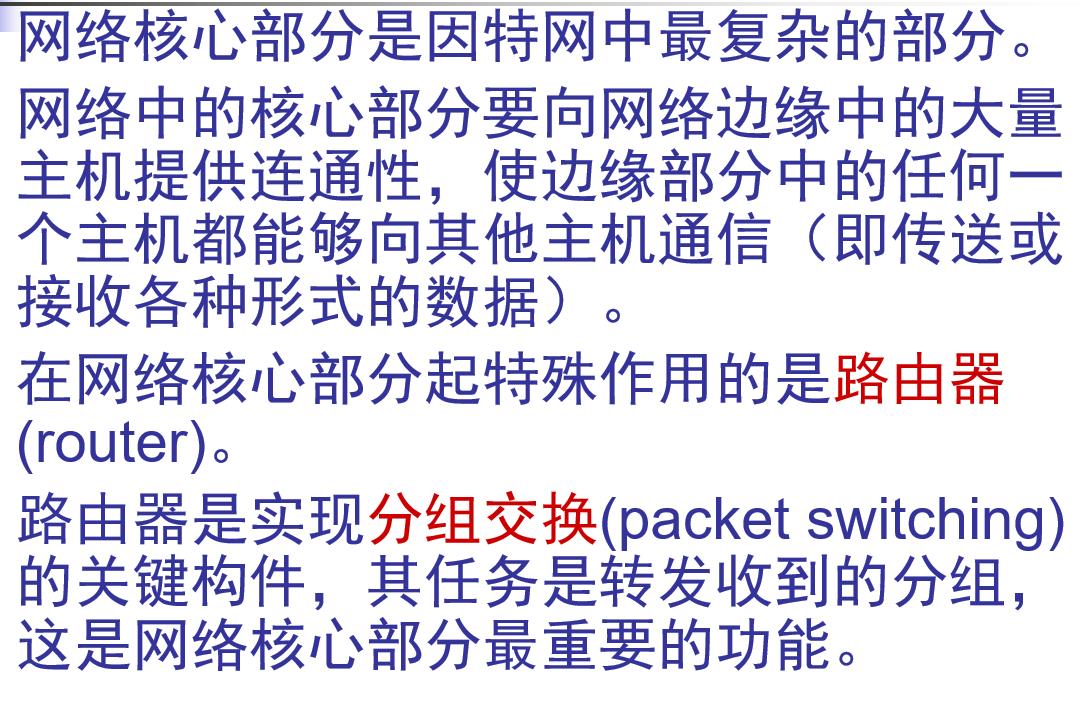 网络核心部分是因特网中最复杂的部分。
网络中的核心部分要向网络边缘中的大量
主机提供连通性，使边缘部分中的任何一
个主机都能够向其他主机通信（即传送或
接收各种形式的数据）。
在网络核心部分起特殊作用的是路由器
(router)。
路由器是实现分组交换(packet switching)
的关键构件，其任务是转发收到的分组，
这是网络核心部分最重要的功能。